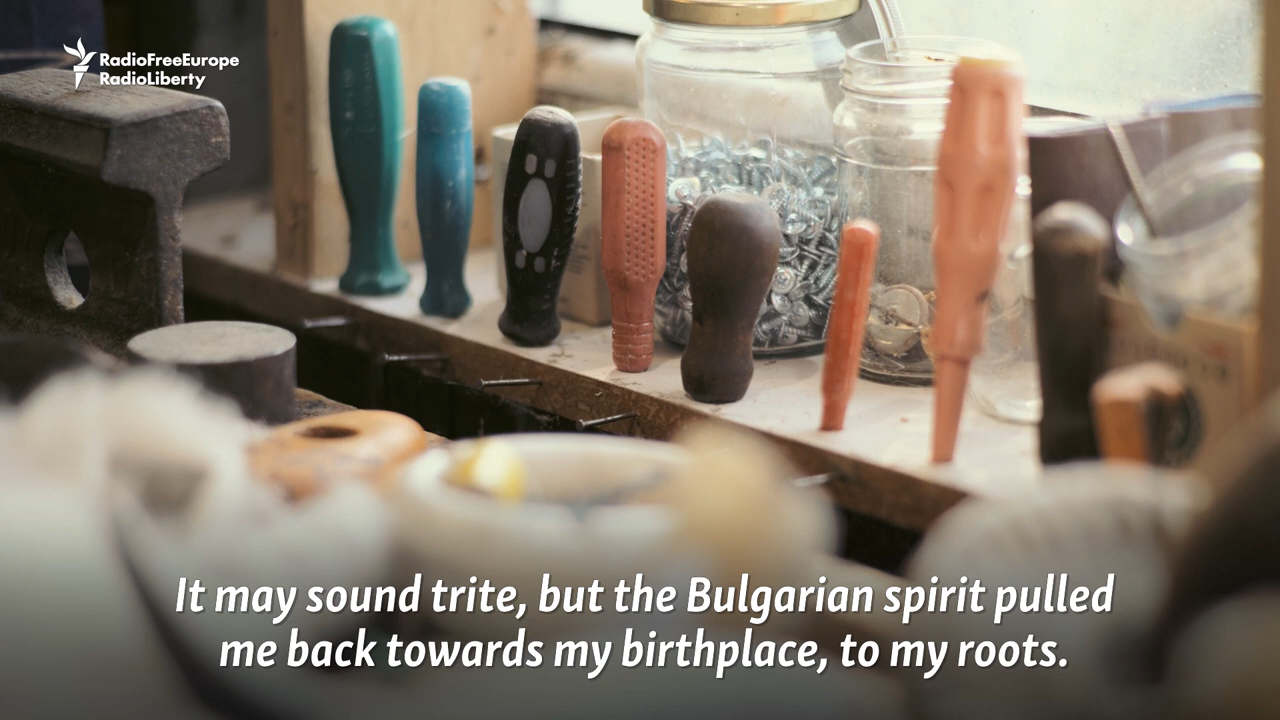 RadioFreeEurope
RadioLiberty
It may sound trite, but the Bulgarian spirit pulled
me back towards my birthplace, to my roots.